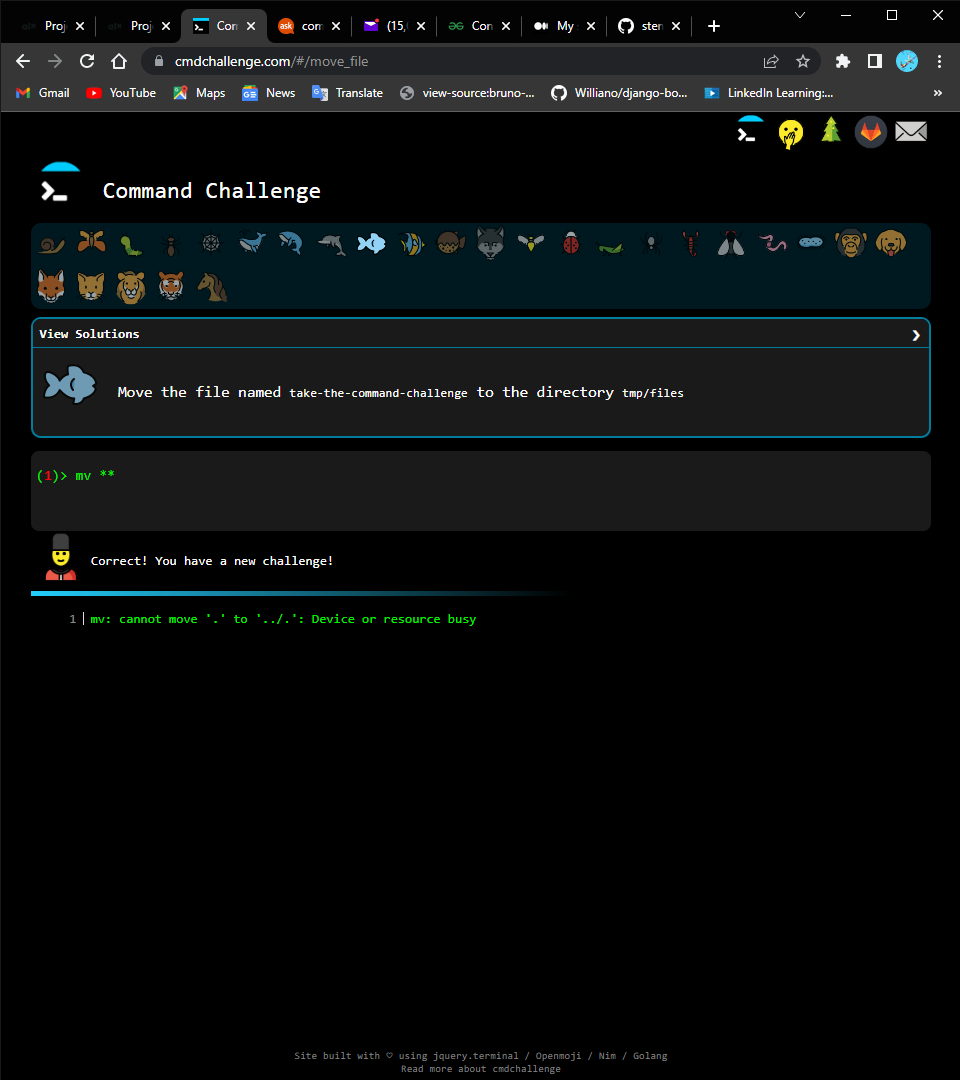 Proj Proj Con com (15, Con My ster
cmdchallenge.com/#/move_file
Gmail YouTube Maps News Translate view-source:bruno-... Williano/django-bo... LinkedIn Learning:... »
Command Challenge
View Solutions
Move the file named take-the-command-challenge to the directory tmp/files
(1)> mv **
Correct! You have a new challenge!
1 mv: cannot move '.' to '../.': Device or resource busy
Site built with ♡ using jquery.terminal / Openmoji / Nim / Golang
Read more about cmdchallenge